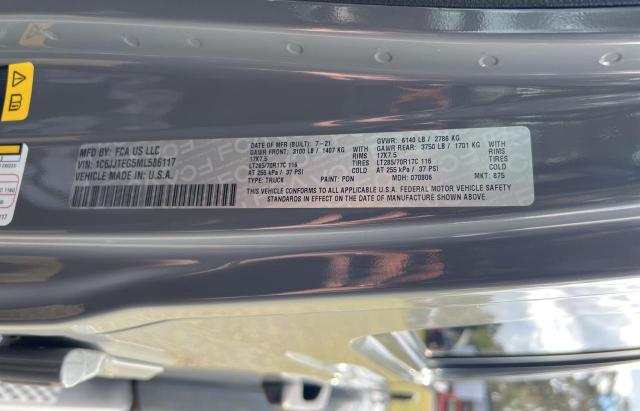 MFD BY: FCA US LLC
VIN: 1C6JJTEG5ML586117
VEHICLE MADE IN U.S.A.
DATE OF MFR (BUILT): 7-21
GAWR FRONT: 3100 LB / 1407 KG WITH
17X7.5 RIMS
LT285/70R17C 116 TIRES
AT 255 kPa / 37 PSI
TYPE: TRUCK PAINT: PDN
GVWR: 6140 LB / 2786 KG
GAWR REAR: 3750 LB / 1701 KG WITH
17X7.5 RIMS
LT285/70R17C 116 TIRES
AT 255 kPa / 37 PSI
MDH: 070806 MKT: 875
THIS VEHICLE CONFORMS TO ALL APPLICABLE U.S.A. FEDERAL MOTOR VEHICLE SAFETY
STANDARDS IN EFFECT ON THE DATE OF MANUFACTURE SHOWN ABOVE.